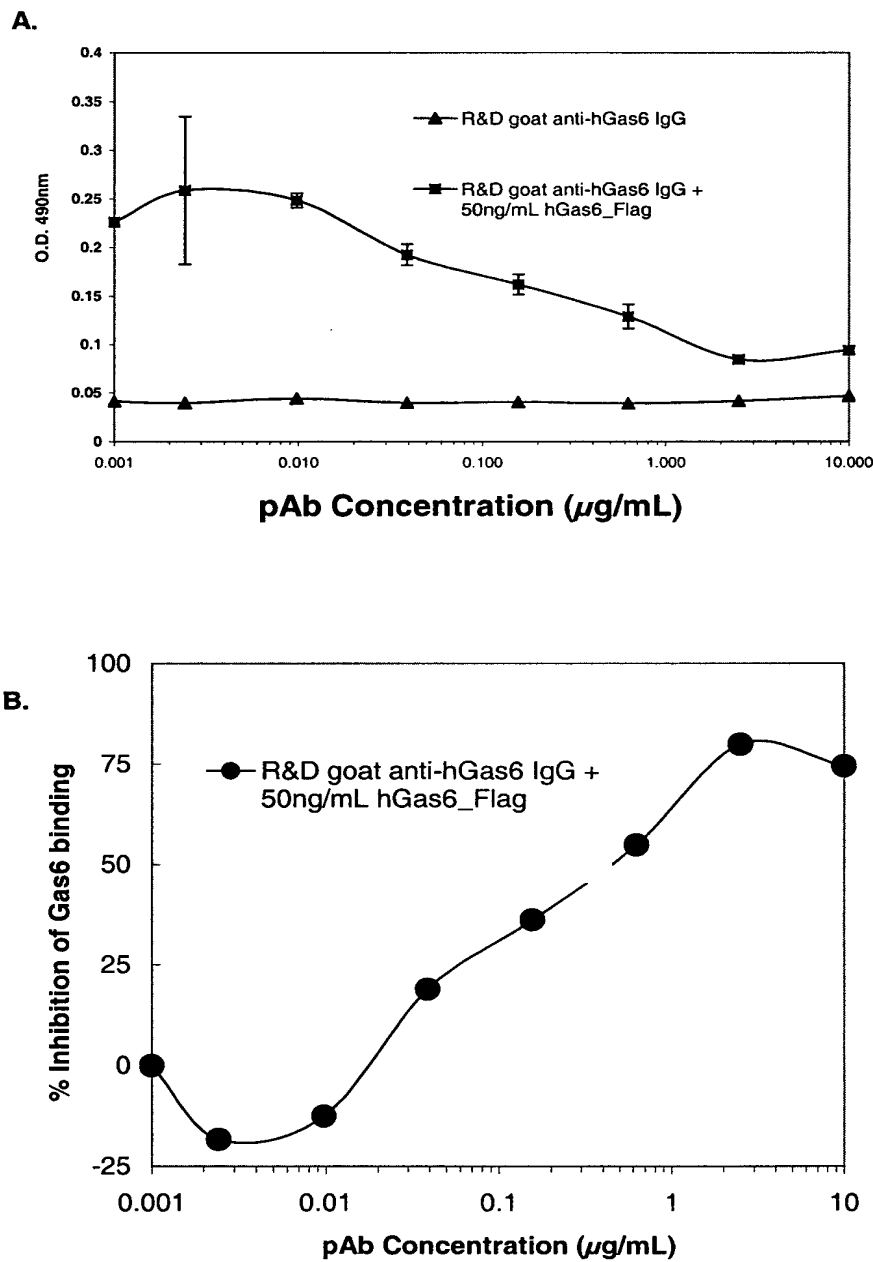 A.
0.4
0.35
0.3
0.25
0.2
0.15
0.1
0.05
0
O.D. 490nm
R&D goat anti-hGas6 IgG
R&D goat anti-hGas6 IgG +
50ng/mL hGas6_Flag
0.001 0.010 0.100 1.000 10.000
pAb Concentration (µg/mL)
B.
100
75
50
25
0
-25
% Inhibition of Gas6 binding
R&D goat anti-hGas6 IgG +
50ng/mL hGas6_Flag
0.001 0.01 0.1 1 10
pAb Concentration (µg/mL)